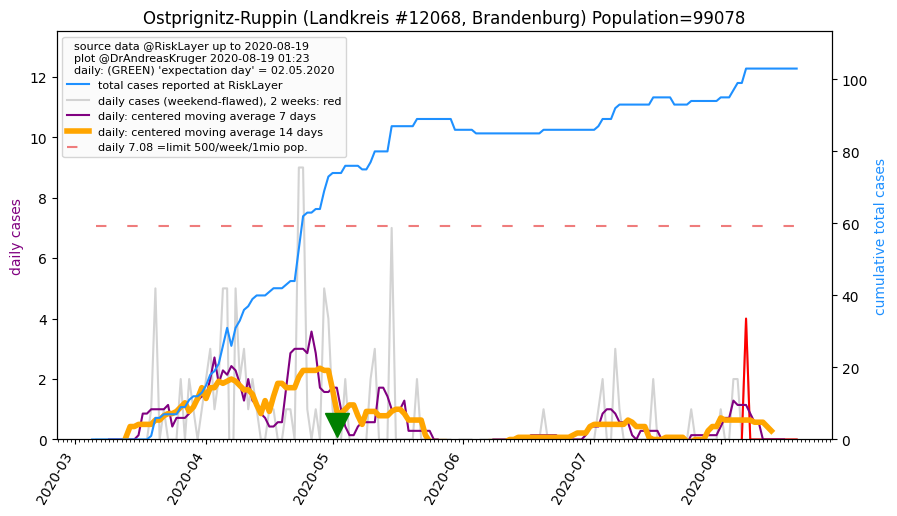 Ostprignitz-Ruppin (Landkreis #12068, Brandenburg) Population=99078
source data @RiskLayer up to 2020-08-19
plot @DrAndreasKruger 2020-08-19 01:23
daily: (GREEN) 'expectation day' = 02.05.2020
total cases reported at RiskLayer
daily cases (weekend-flawed), 2 weeks: red
daily: centered moving average 7 days
daily: centered moving average 14 days
daily 7.08 =limit 500/week/1mio pop.
daily cases
12
10
8
6
4
2
0
cumulative total cases
100
80
60
40
20
0
2020-03
2020-04
2020-05
2020-06
2020-07
2020-08